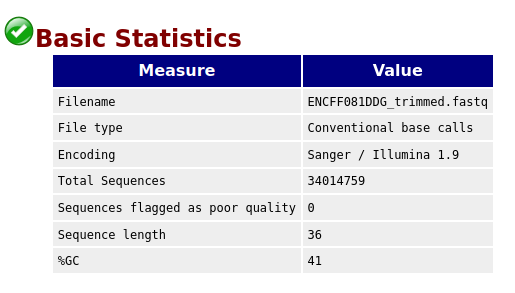 Basic Statistics
Measure Value
Filename ENCFF081DDG_trimmed.fastq
File type Conventional base calls
Encoding Sanger / Illumina 1.9
Total Sequences 34014759
Sequences flagged as poor quality 0
Sequence length 36
%GC 41